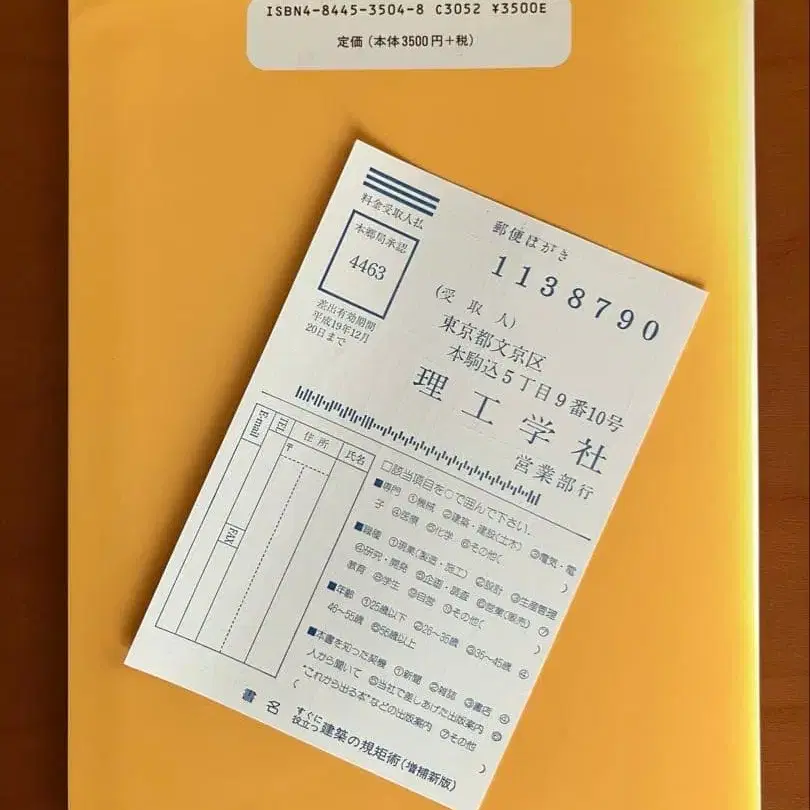 ISBN4-8445-3504-8 C3052 ¥3500E
定価（本体3500円＋税）
料金受取人払
本郷局承認
4463
差出有効期間
平成19年12月
20日まで
郵便はがき
1138790
(受取人)
東京都文京区
本駒込5丁目9番10号
理工学社
営業部行
氏名
住所
〒
TEL
FAX
E-mail
□該当項目を○で囲んで下さい.
■専門 ①機械 ②建築・建設(土木) ③電気・電
子 ④医療 ⑤化学 ⑥その他( )
■職種 ①現業(製造・施工) ②設計 ③生産管理
④研究・開発 ⑤企画・調査 ⑥営業(販売) ⑦
教育 ⑧学生 ⑨自営 ⑩その他( )
■年齢 ①25歳以下 ②26〜35歳 ③36〜45歳 ④
46〜55歳 ⑤56歳以上
■本書を知った契機 ①新聞 ②雑誌 ③書店 ④
人から聞いて ⑤当社で差しあげた出版案内 ⑥
"これから出る本"などの出版案内 ⑦その他
( )
書名 すぐに役立つ建築の規矩術(増補新版)